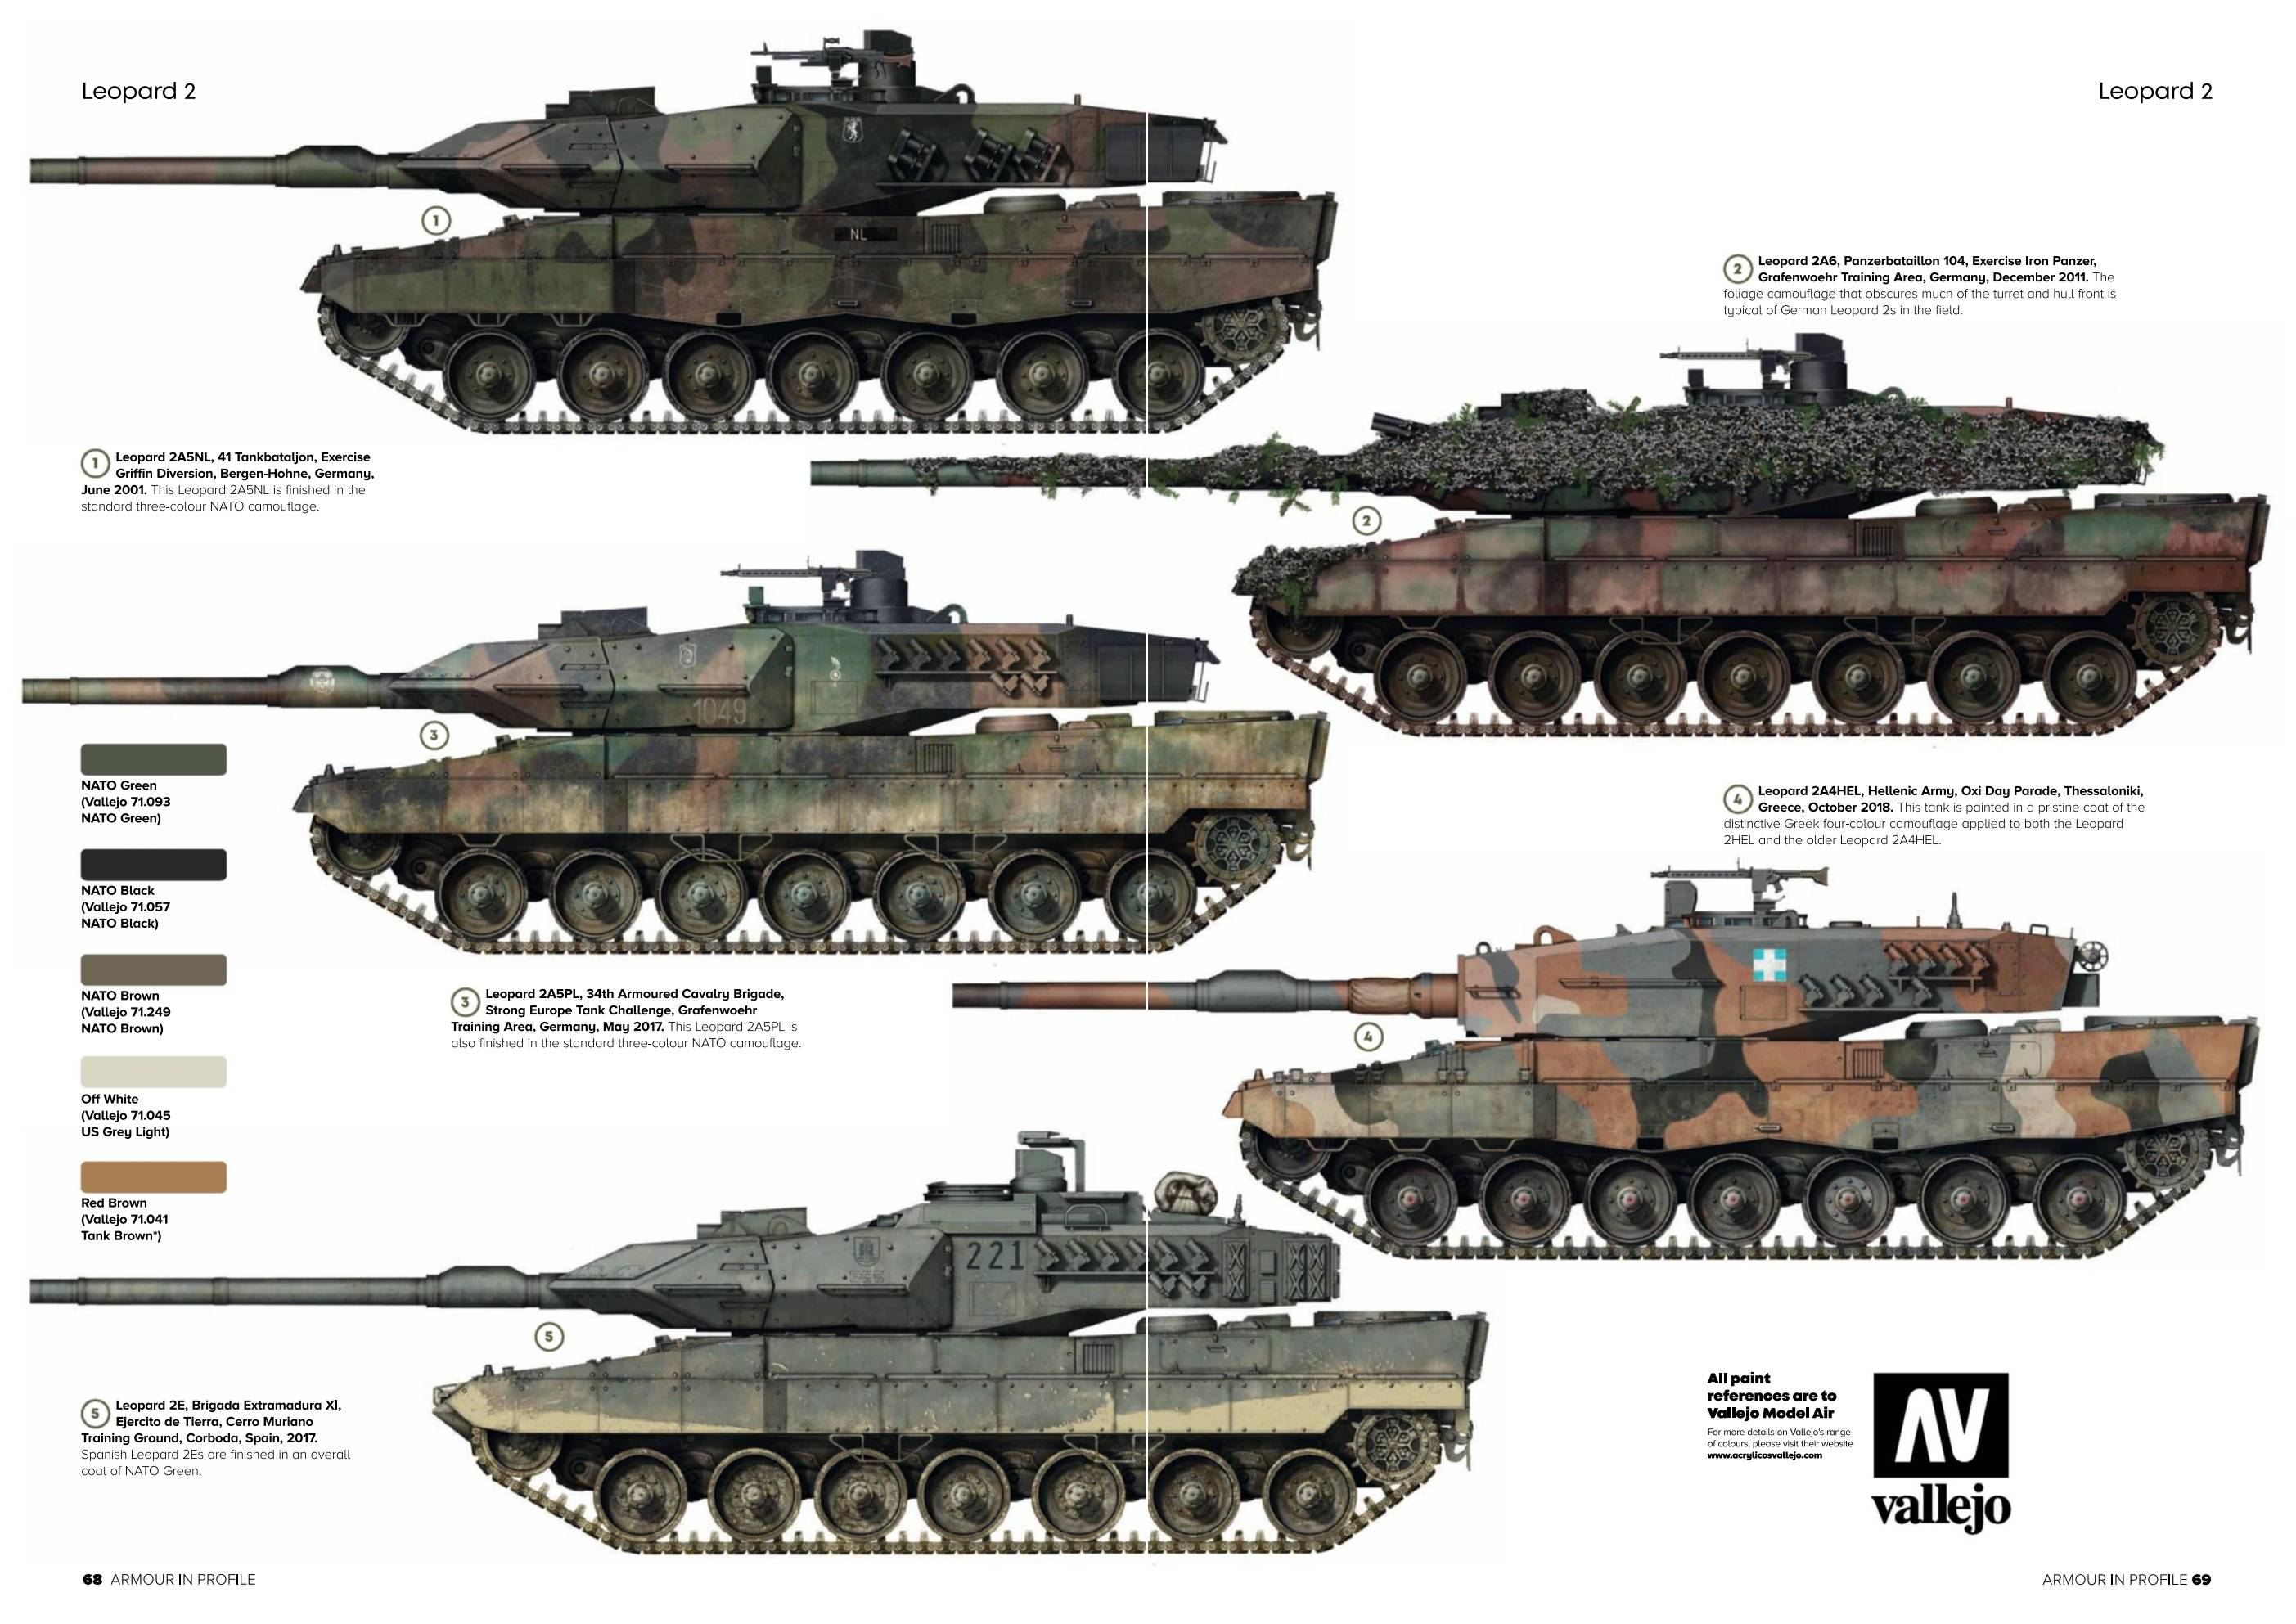 Leopard 2
Leopard 2
NL
1
1
Leopard 2A5NL, 41 Tankbataljon, Exercise
Griffin Diversion, Bergen-Hohne, Germany,
June 2001. This Leopard 2A5NL is finished in the
standard three-colour NATO camouflage.
2
Leopard 2A6, Panzerbataillon 104, Exercise Iron Panzer,
Grafenwoehr Training Area, Germany, December 2011. The
foliage camouflage that obscures much of the turret and hull front is
typical of German Leopard 2s in the field.
2
1049
3
NATO Green
(Vallejo 71.093
NATO Green)
NATO Black
(Vallejo 71.057
NATO Black)
NATO Brown
(Vallejo 71.249
NATO Brown)
Off White
(Vallejo 71.045
US Grey Light)
Red Brown
(Vallejo 71.041
Tank Brown*)
3
Leopard 2A5PL, 34th Armoured Cavalry Brigade,
Strong Europe Tank Challenge, Grafenwoehr
Training Area, Germany, May 2017. This Leopard 2A5PL is
also finished in the standard three-colour NATO camouflage.
4
Leopard 2A4HEL, Hellenic Army, Oxi Day Parade, Thessaloniki,
Greece, October 2018. This tank is painted in a pristine coat of the
distinctive Greek four-colour camouflage applied to both the Leopard
2HEL and the older Leopard 2A4HEL.
4
221
5
5
Leopard 2E, Brigada Extramadura XI,
Ejercito de Tierra, Cerro Muriano
Training Ground, Corboda, Spain, 2017.
Spanish Leopard 2Es are finished in an overall
coat of NATO Green.
All paint
references are to
Vallejo Model Air
For more details on Vallejo's range
of colours, please visit their website
www.acrylicosvallejo.com
AV
vallejo
68 ARMOUR IN PROFILE
ARMOUR IN PROFILE 69